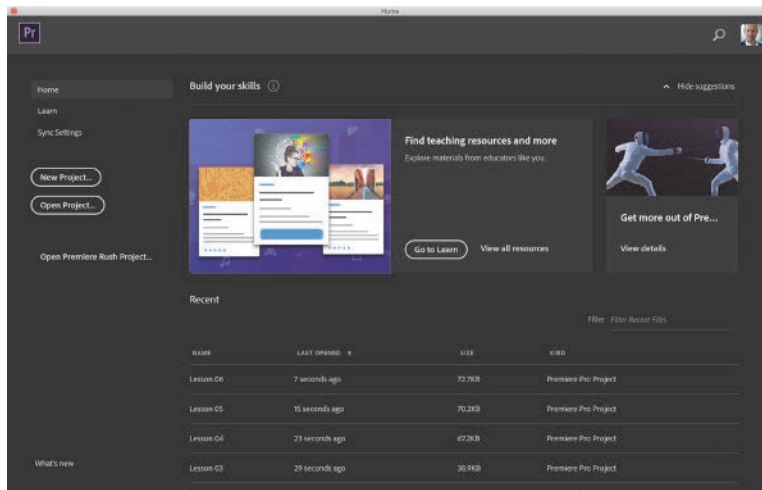 Home
Pr
Home
Learn
Sync Settings
New Project...
Open Project...
Open Premiere Rush Project...
What's new
Build your skills
Hide suggestions
Find teaching resources and more
Explore materials from educators like you.
Go to Learn View all resources
Get more out of Pre...
View details
Recent
Filter Filter Recent Files
NAME LAST OPENED SIZE KIND
Lesson 06 7 seconds ago 72.7KB Premiere Pro Project
Lesson 05 15 seconds ago 70.2KB Premiere Pro Project
Lesson 04 23 seconds ago 67.2KB Premiere Pro Project
Lesson 03 29 seconds ago 38.9KB Premiere Pro Project